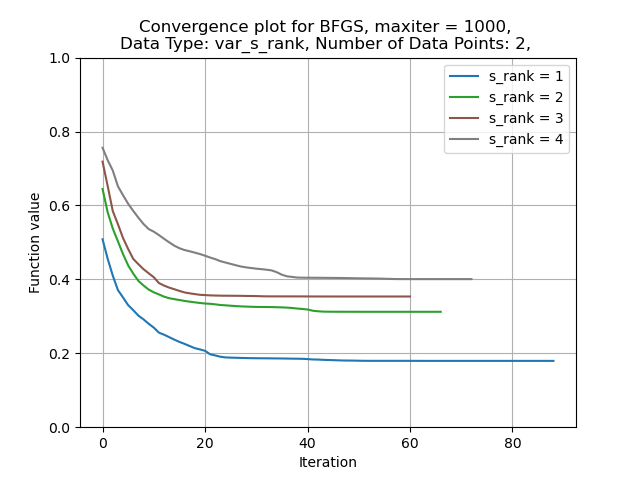 Convergence plot for BFGS, maxiter = 1000,
Data Type: var_s_rank, Number of Data Points: 2,
1.0
0.8
0.6
0.4
0.2
0.0
Function value
s_rank = 1
s_rank = 2
s_rank = 3
s_rank = 4
0 20 40 60 80
Iteration